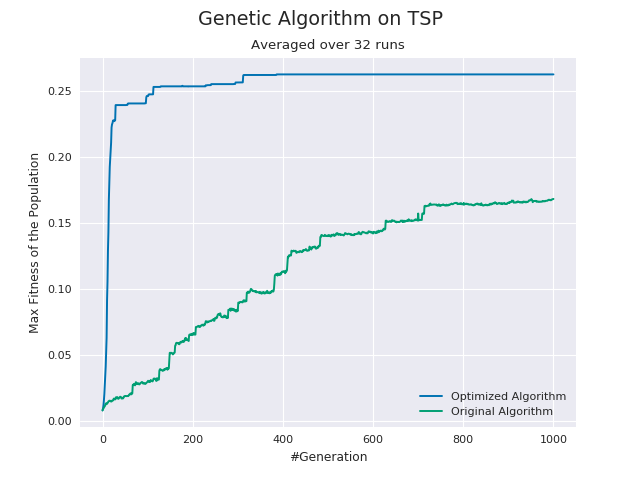 Genetic Algorithm on TSP
Averaged over 32 runs
Max Fitness of the Population
0.25
0.20
0.15
0.10
0.05
0.00
0 200 400 600 800 1000
#Generation
Optimized Algorithm
Original Algorithm